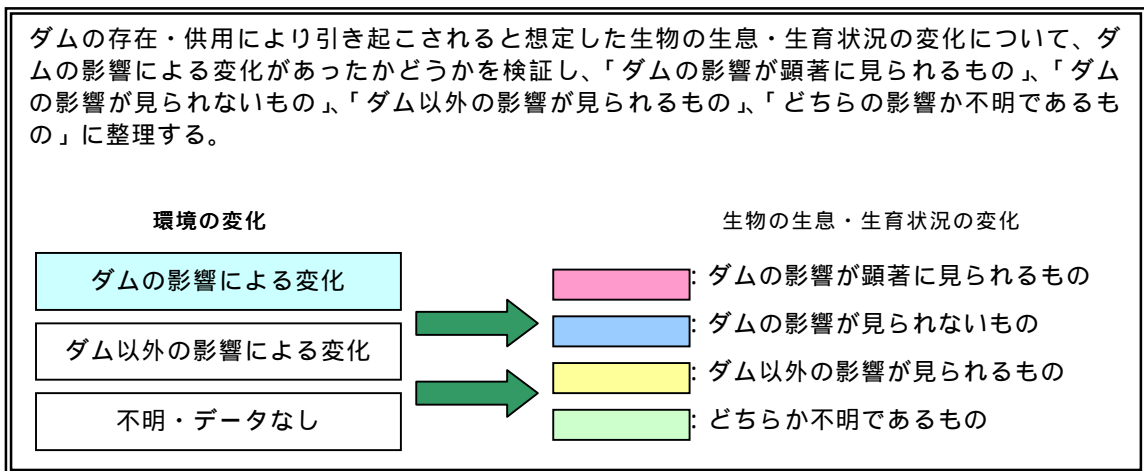 ダムの存在・供用により引き起こされると想定した生物の生息・生育状況の変化について、ダ
ムの影響による変化があったかどうかを検証し、「ダムの影響が顕著に見られるもの」、「ダム
の影響が見られないもの」、「ダム以外の影響が見られるもの」、「どちらの影響か不明であるも
の」に整理する。
環境の変化
ダムの影響による変化
ダム以外の影響による変化
不明・データなし
生物の生息・生育状況の変化
: ダムの影響が顕著に見られるもの
: ダムの影響が見られないもの
: ダム以外の影響が見られるもの
: どちらか不明であるもの